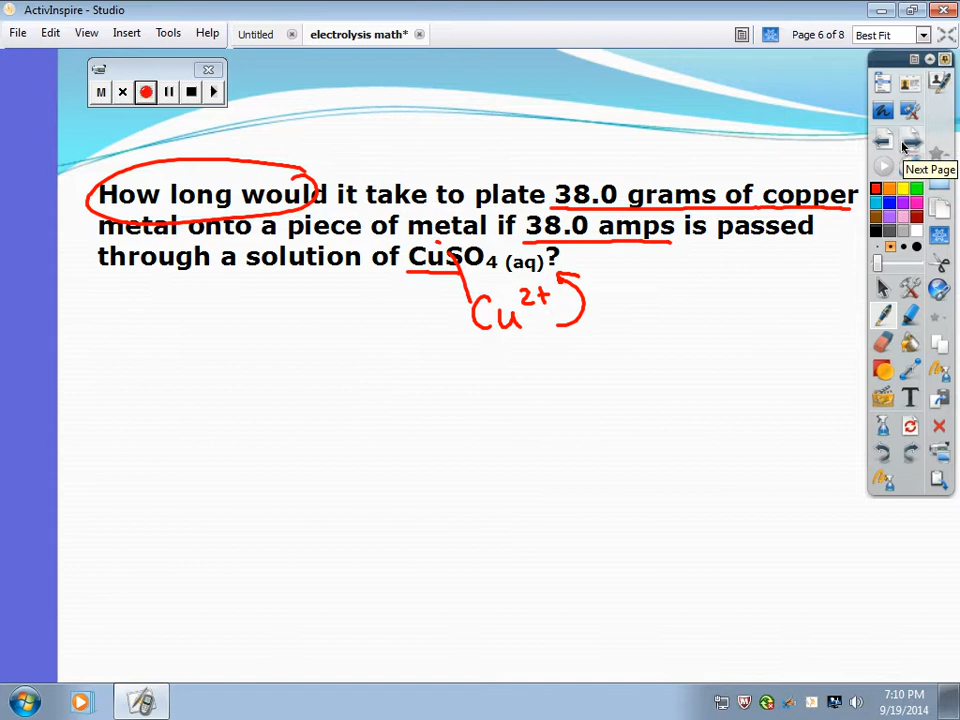 ActivInspire - Studio
File Edit View Insert Tools Help Untitled electrolysis math* Page 6 of 8 Best Fit
M
Next Page
How long would it take to plate 38.0 grams of copper
metal onto a piece of metal if 38.0 amps is passed
through a solution of CuSO4 (aq)?
Cu2+
T
7:10 PM
9/19/2014